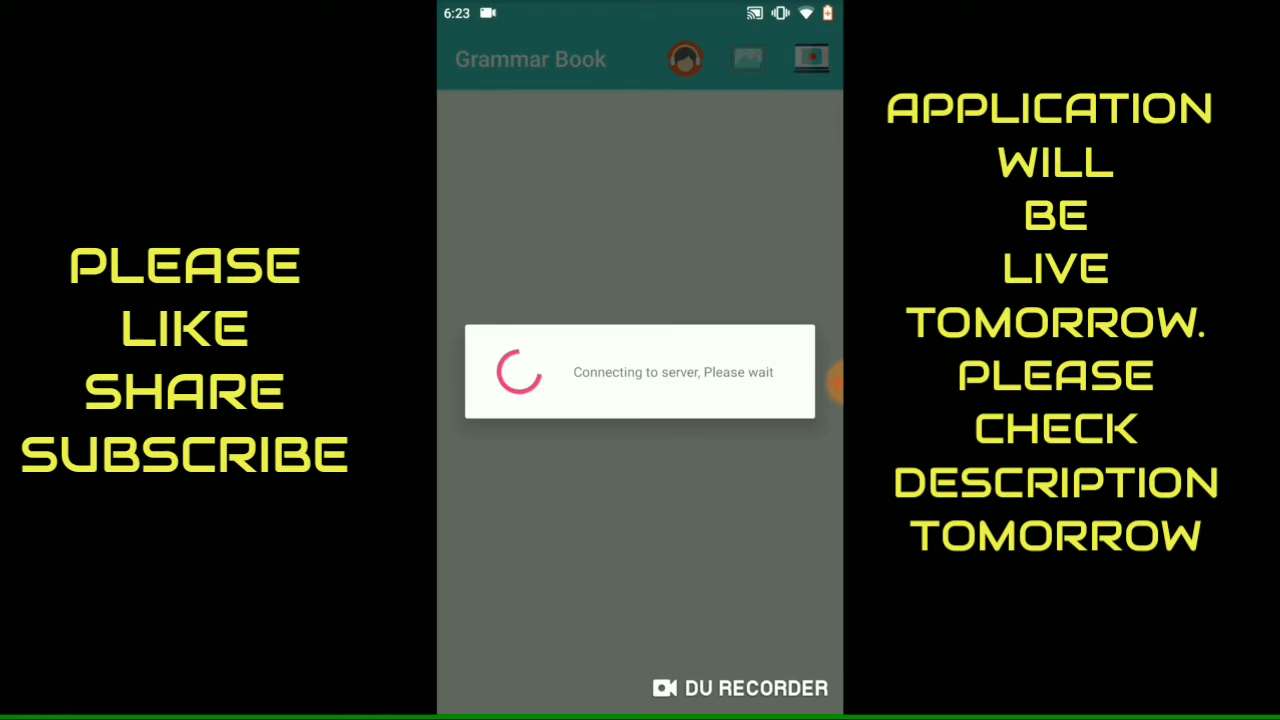 6:23
Grammar Book
PLEASE
LIKE
SHARE
SUBSCRIBE
Connecting to server, Please wait
APPLICATION
WILL
BE
LIVE
TOMORROW.
PLEASE
CHECK
DESCRIPTION
TOMORROW
DU RECORDER